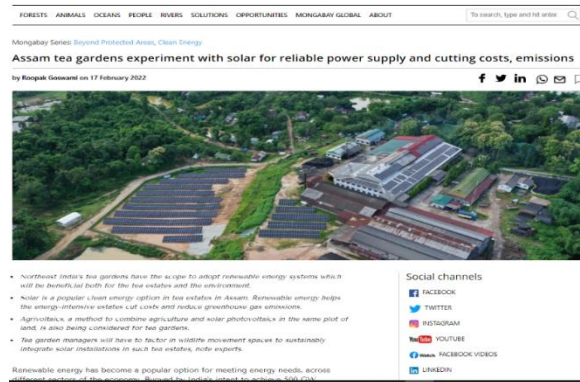 FORESTS ANIMALS OCEANS PEOPLE RIVERS SOLUTIONS OPPORTUNITIES MONGABAY GLOBAL ABOUT
To search, type and hit enter
Mongabay Series: Beyond Protected Areas, Clean Energy
Assam tea gardens experiment with solar for reliable power supply and cutting costs, emissions
by Roopak Goswami on 17 February 2022
Northeast India's tea gardens have the scope to adopt renewable energy systems which
will be beneficial both for the tea estates and the environment.
Solar is a popular clean energy option in tea estates in Assam. Renewable energy helps
the energy-intensive estates cut costs and reduce greenhouse gas emissions.
Agrivoltaics, a method to combine agriculture and solar photovoltaics in the same plot of
land, is also being considered for tea gardens.
Tea garden managers will have to factor in wildlife movement spaces to sustainably
integrate solar installations in such tea estates, note experts.
Renewable energy has become a popular option for meeting energy needs, across
different sectors of the economy. Buoyed by India's intent to achieve 500 GW
Social channels
FACEBOOK
TWITTER
INSTAGRAM
YouTube YOUTUBE
Watch FACEBOOK VIDEOS
LINKEDIN